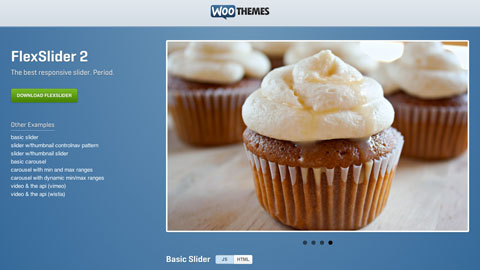 WOOTHEMES
FlexSlider 2
The best responsive slider. Period.
DOWNLOAD FLEXSLIDER
Other Examples
basic slider
slider w/thumbnail controlnav pattern
slider w/thumbnail slider
basic carousel
carousel with min and max ranges
carousel with dynamic min/max ranges
video & the api (vimeo)
video & the api (wistia)
Basic Slider JS HTML